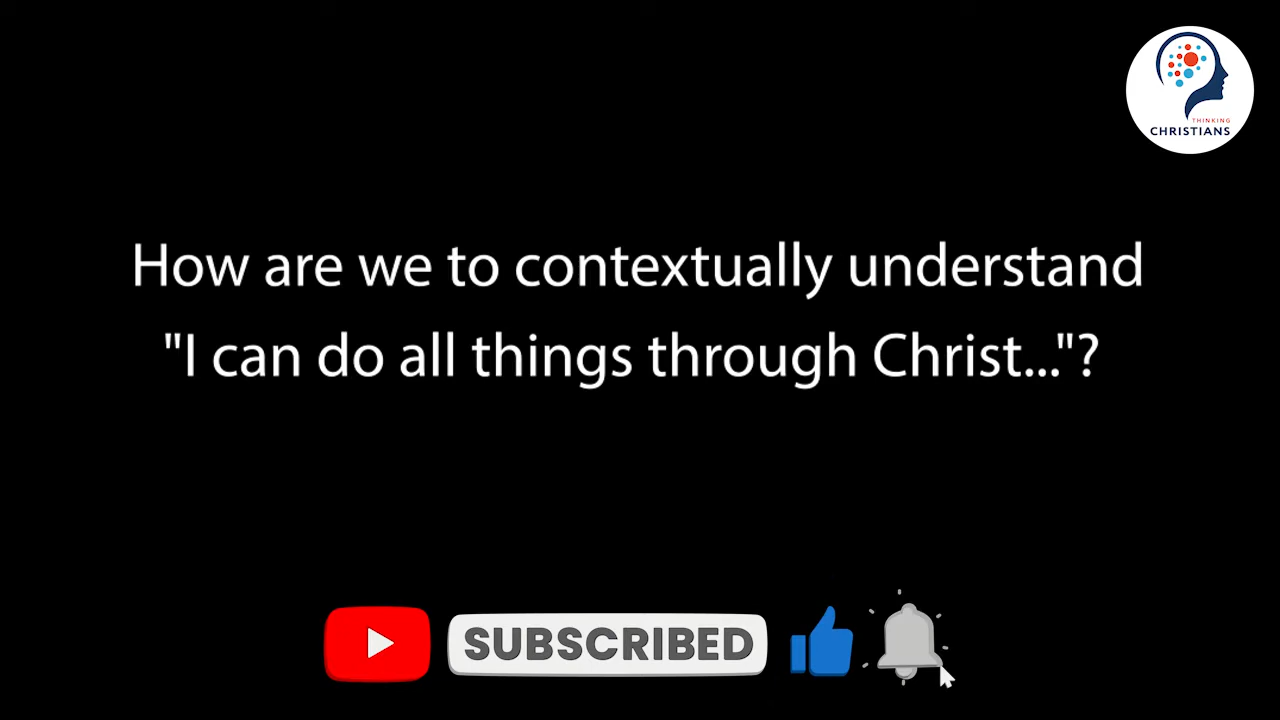 THINKING
CHRISTIANS
How are we to contextually understand
"I can do all things through Christ..."?
SUBSCRIBED